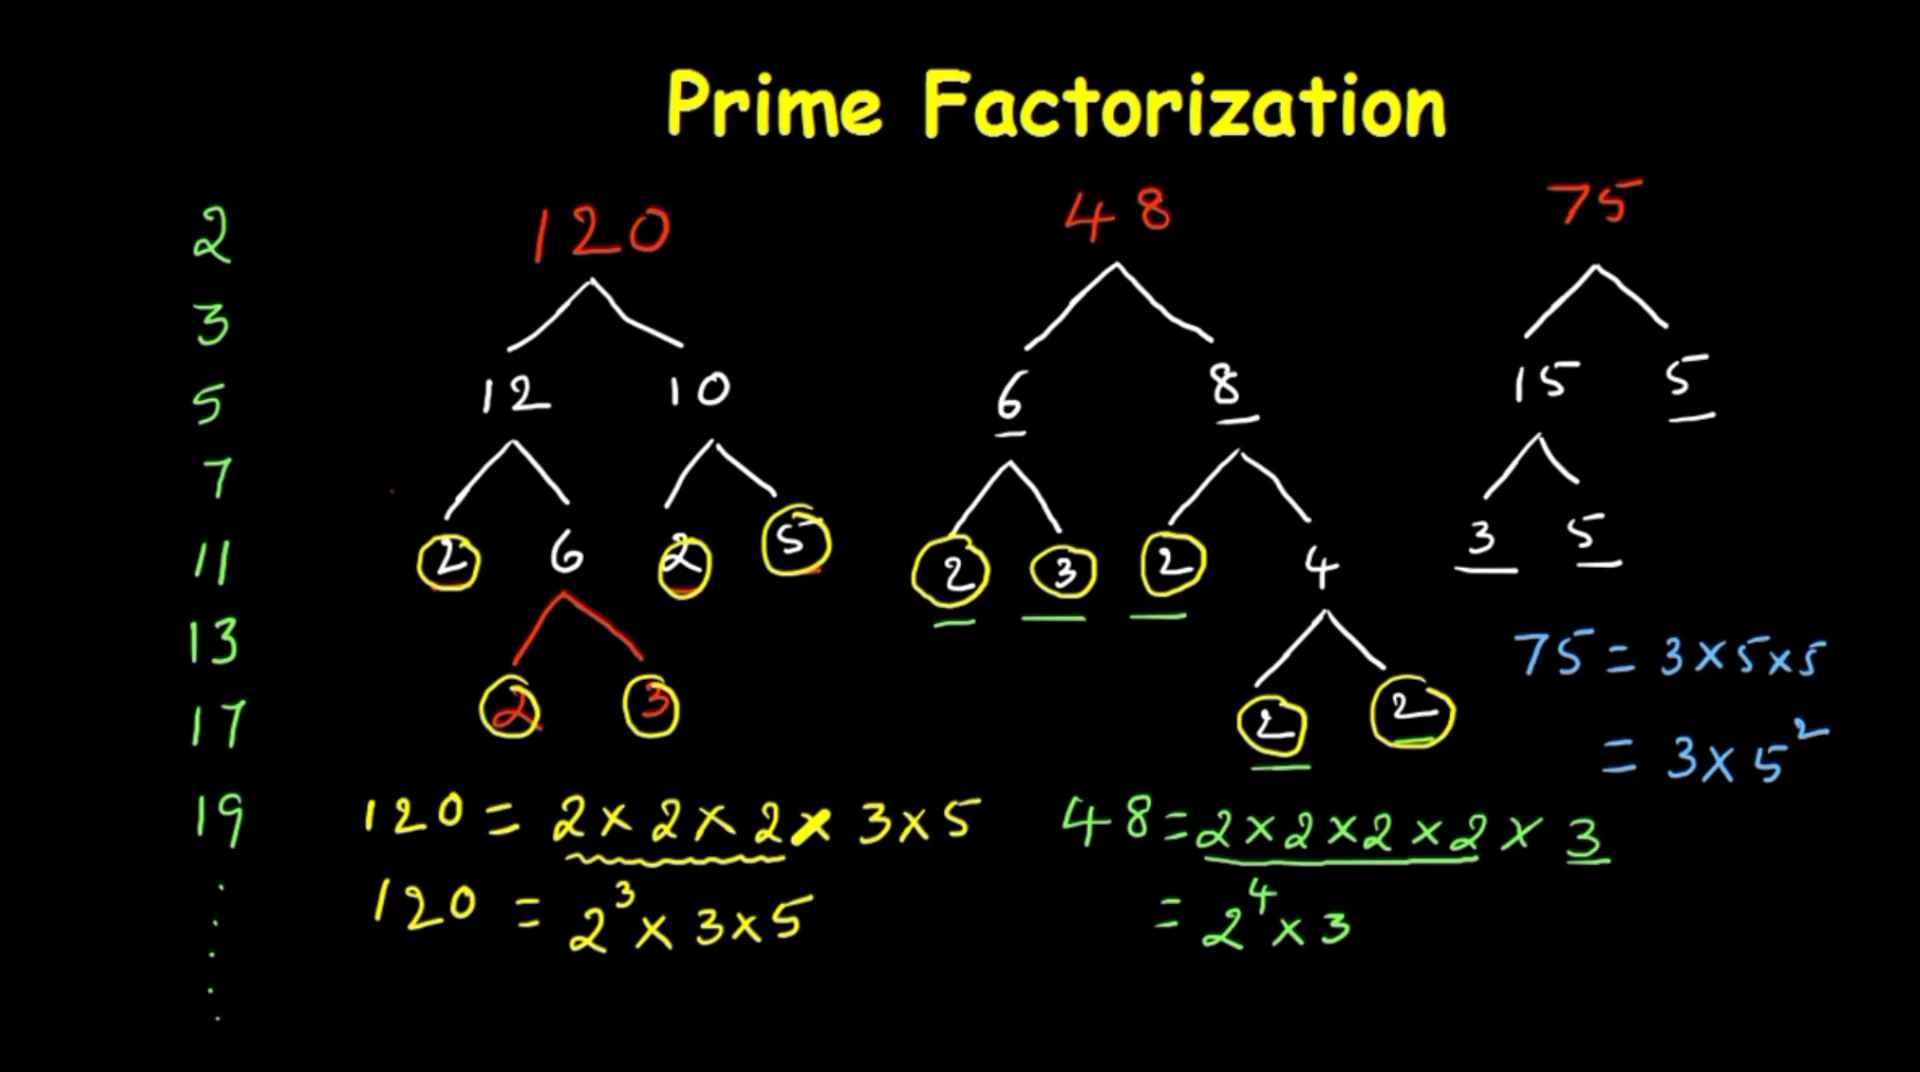 Prime Factorization
2
3
5
7
11
13
17
19
120
12 10
2 6 2 5
2 3
120 = 2 × 2 × 2 × 3 × 5
120 = 2³ × 3 × 5
48
6 8
2 3 2 4
2 2
48 = 2 × 2 × 2 × 2 × 3
= 2⁴ × 3
75
15 5
3 5
75 = 3 × 5 × 5
= 3 × 5²